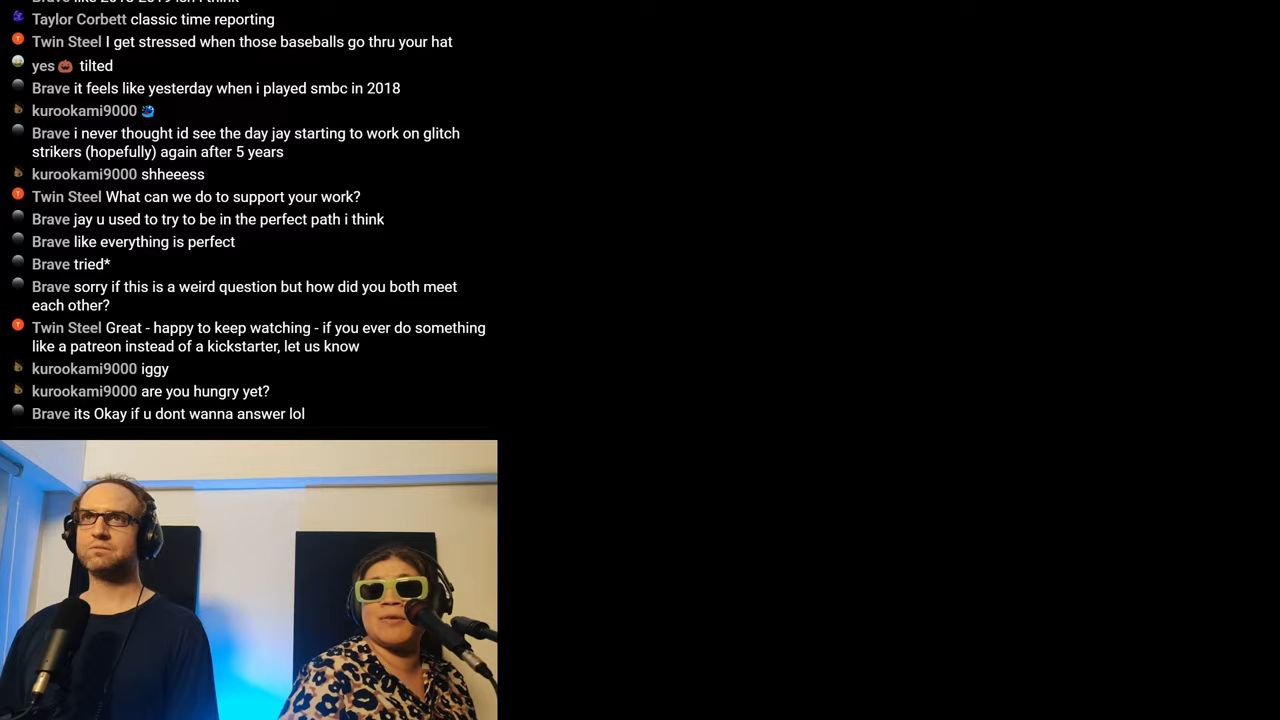 Taylor Corbett classic time reporting
T Twin Steel I get stressed when those baseballs go thru your hat
yes 🎃 tilted
Brave it feels like yesterday when i played smbc in 2018
kurookami9000
Brave i never thought id see the day jay starting to work on glitch
strikers (hopefully) again after 5 years
kurookami9000 shheeess
T Twin Steel What can we do to support your work?
Brave jay u used to try to be in the perfect path i think
Brave like everything is perfect
Brave tried*
Brave sorry if this is a weird question but how did you both meet
each other?
T Twin Steel Great - happy to keep watching - if you ever do something
like a patreon instead of a kickstarter, let us know
kurookami9000 iggy
kurookami9000 are you hungry yet?
Brave its Okay if u dont wanna answer lol